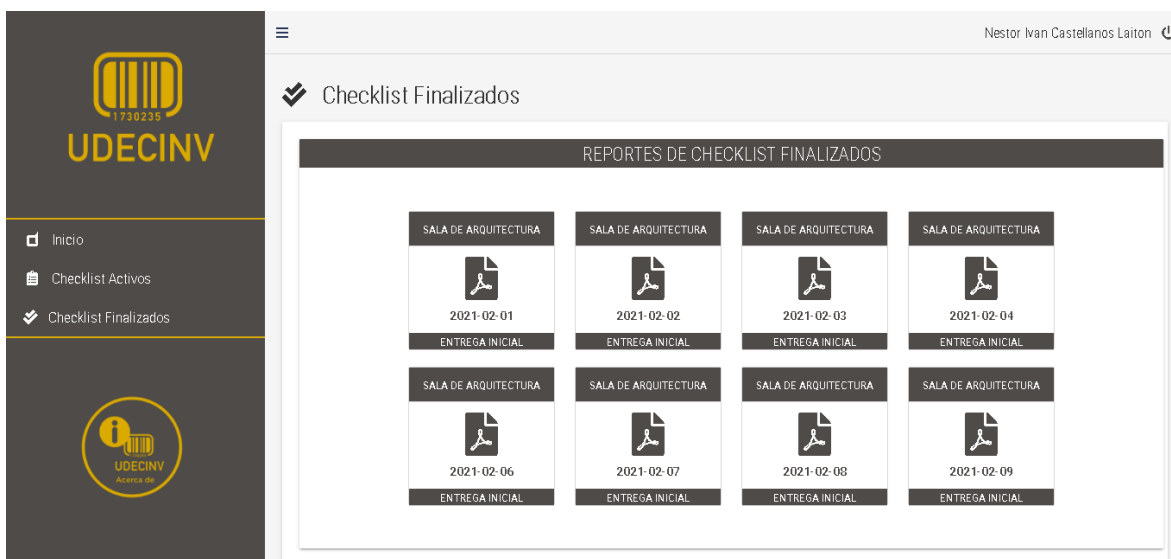 Nestor Ivan Castellanos Laiton
1730235
UDECINV
Inicio
Checklist Activos
Checklist Finalizados
i
UDECINV
Acerca de
Checklist Finalizados
REPORTES DE CHECKLIST FINALIZADOS
SALA DE ARQUITECTURA SALA DE ARQUITECTURA SALA DE ARQUITECTURA SALA DE ARQUITECTURA
2021-02-01 2021-02-02 2021-02-03 2021-02-04
ENTREGA INICIAL ENTREGA INICIAL ENTREGA INICIAL ENTREGA INICIAL
SALA DE ARQUITECTURA SALA DE ARQUITECTURA SALA DE ARQUITECTURA SALA DE ARQUITECTURA
2021-02-06 2021-02-07 2021-02-08 2021-02-09
ENTREGA INICIAL ENTREGA INICIAL ENTREGA INICIAL ENTREGA INICIAL